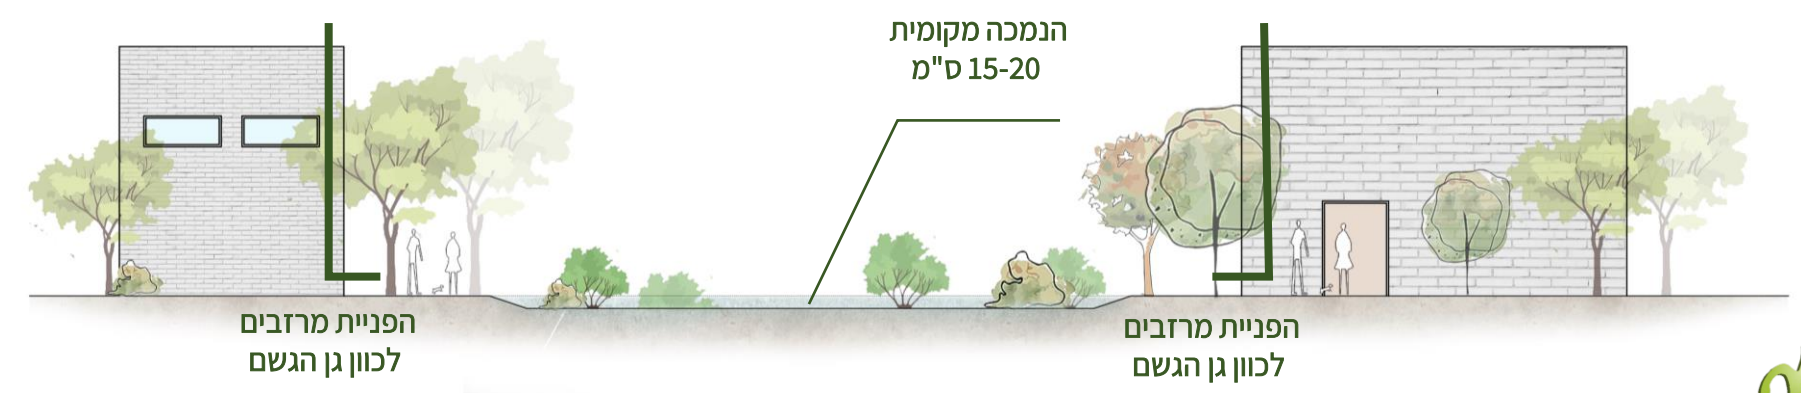 הנמכה מקומית
15-20 ס"מ
הפניית מרזבים
לכוון גן הגשם
הפניית מרזבים
לכוון גן הגשם